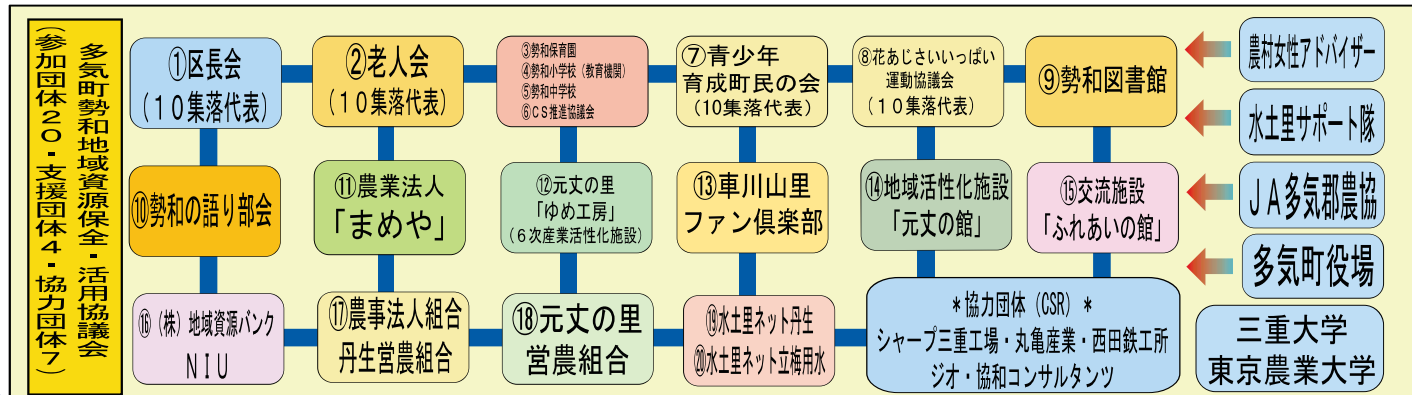 多気町勢和地域資源保全・活用協議会
（参加団体２０・支援団体４・協力団体７）
①区長会
（１０集落代表）
②老人会
（１０集落代表）
③勢和保育園
④勢和小学校（教育機関）
⑤勢和中学校
⑥ＣＳ推進協議会
⑦青少年
育成町民の会
（10集落代表）
⑧花あじさいいっぱい
運動協議会
（１０集落代表）
⑨勢和図書館
農村女性アドバイザー
水土里サポート隊
⑩勢和の語り部会
⑪農業法人
「まめや」
⑫元丈の里
「ゆめ工房」
（６次産業活性化施設）
⑬車川山里
ファン倶楽部
⑭地域活性化施設
「元丈の館」
⑮交流施設
「ふれあいの館」
ＪＡ多気郡農協
多気町役場
⑯（株）地域資源バンク
ＮＩＵ
⑰農事法人組合
丹生営農組合
⑱元丈の里
営農組合
⑲水土里ネット丹生
⑳水土里ネット立梅用水
＊協力団体（CSR）＊
シャープ三重工場・丸亀産業・西田鉄工所
ジオ・協和コンサルタンツ
三重大学
東京農業大学